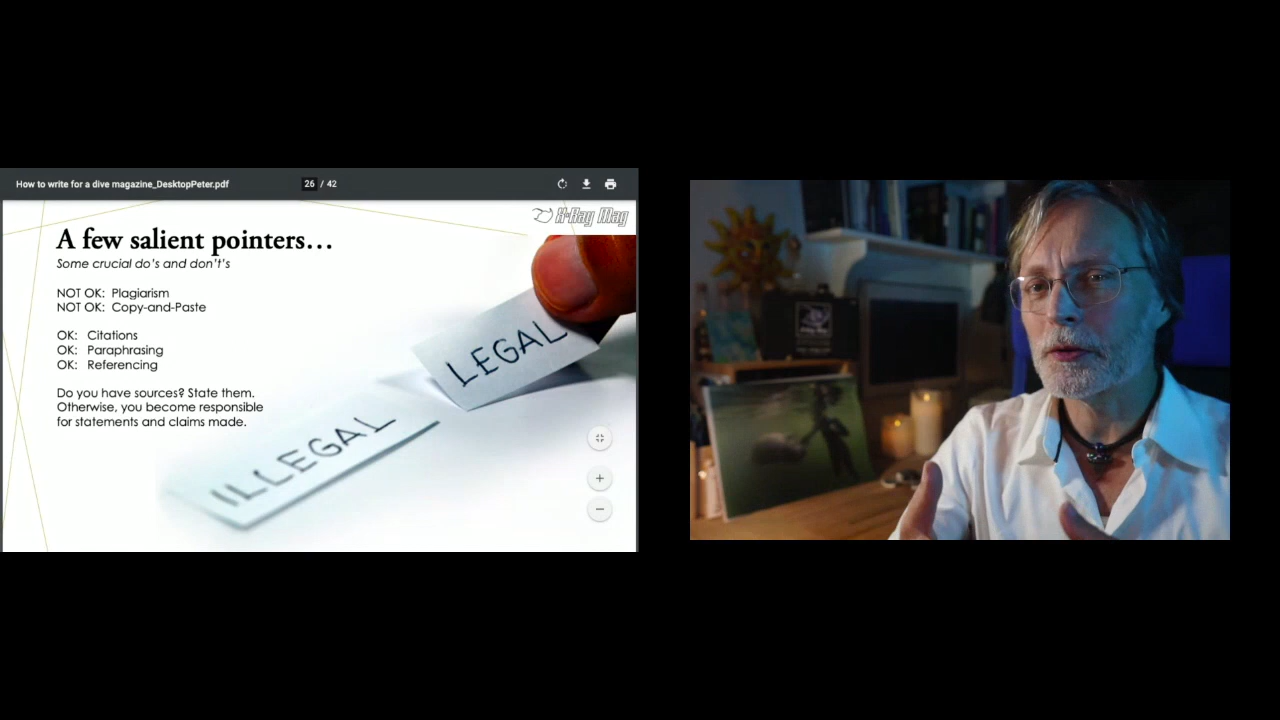 How to write for a dive magazine_DesktopPeter.pdf
26 / 42
X-Ray Mag
A few salient pointers…
Some crucial do's and don't's
NOT OK: Plagiarism
NOT OK: Copy-and-Paste
OK: Citations
OK: Paraphrasing
OK: Referencing
Do you have sources? State them.
Otherwise, you become responsible
for statements and claims made.
LEGAL
ILLEGAL